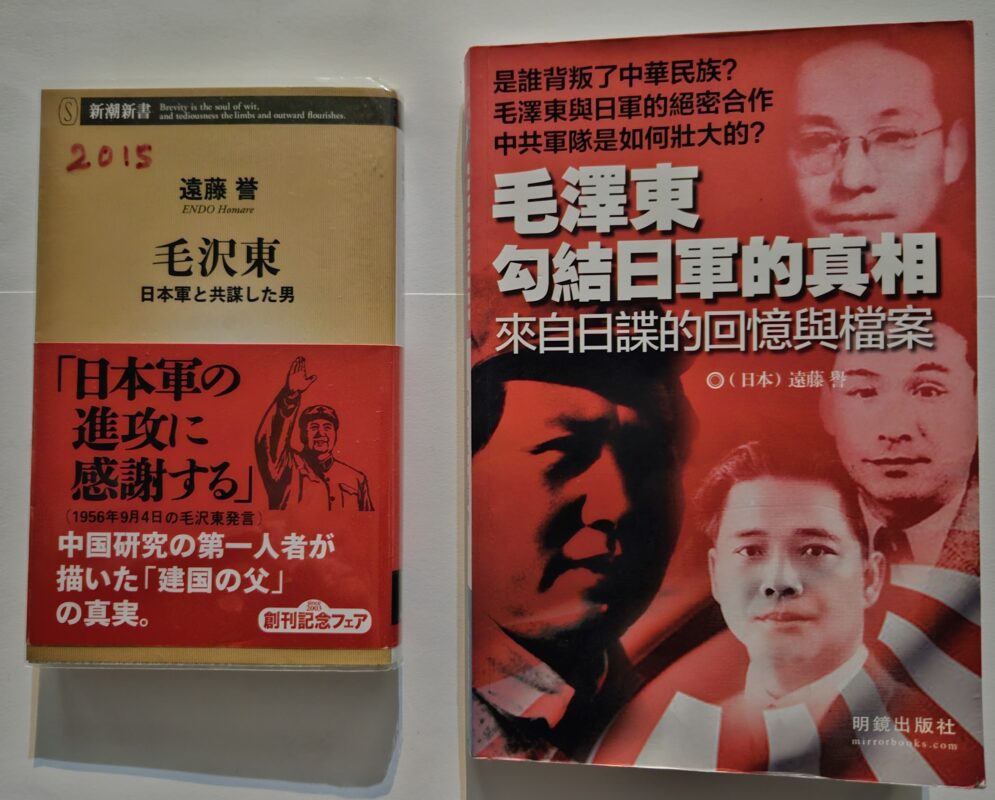 S
新潮新書
Brevity is the soul of wit,
and tediousness the limbs and outward flourishes.
2015
遠藤 誉
ENDO Homare
毛沢東
日本軍と共謀した男
「日本軍の
進攻に
感謝する」
〔1956年9月4日の毛沢東発言〕
中国研究の第一人者が
描いた「建国の父」
の真実。
SINCE
2003
創刊記念フェア
是誰背叛了中華民族?
毛澤東與日軍的絕密合作
中共軍隊是如何壯大的?
毛澤東
勾結日軍的真相
來自日諜的回憶與檔案
(日本)遠藤 譽
明鏡出版社
mirrorbooks.com